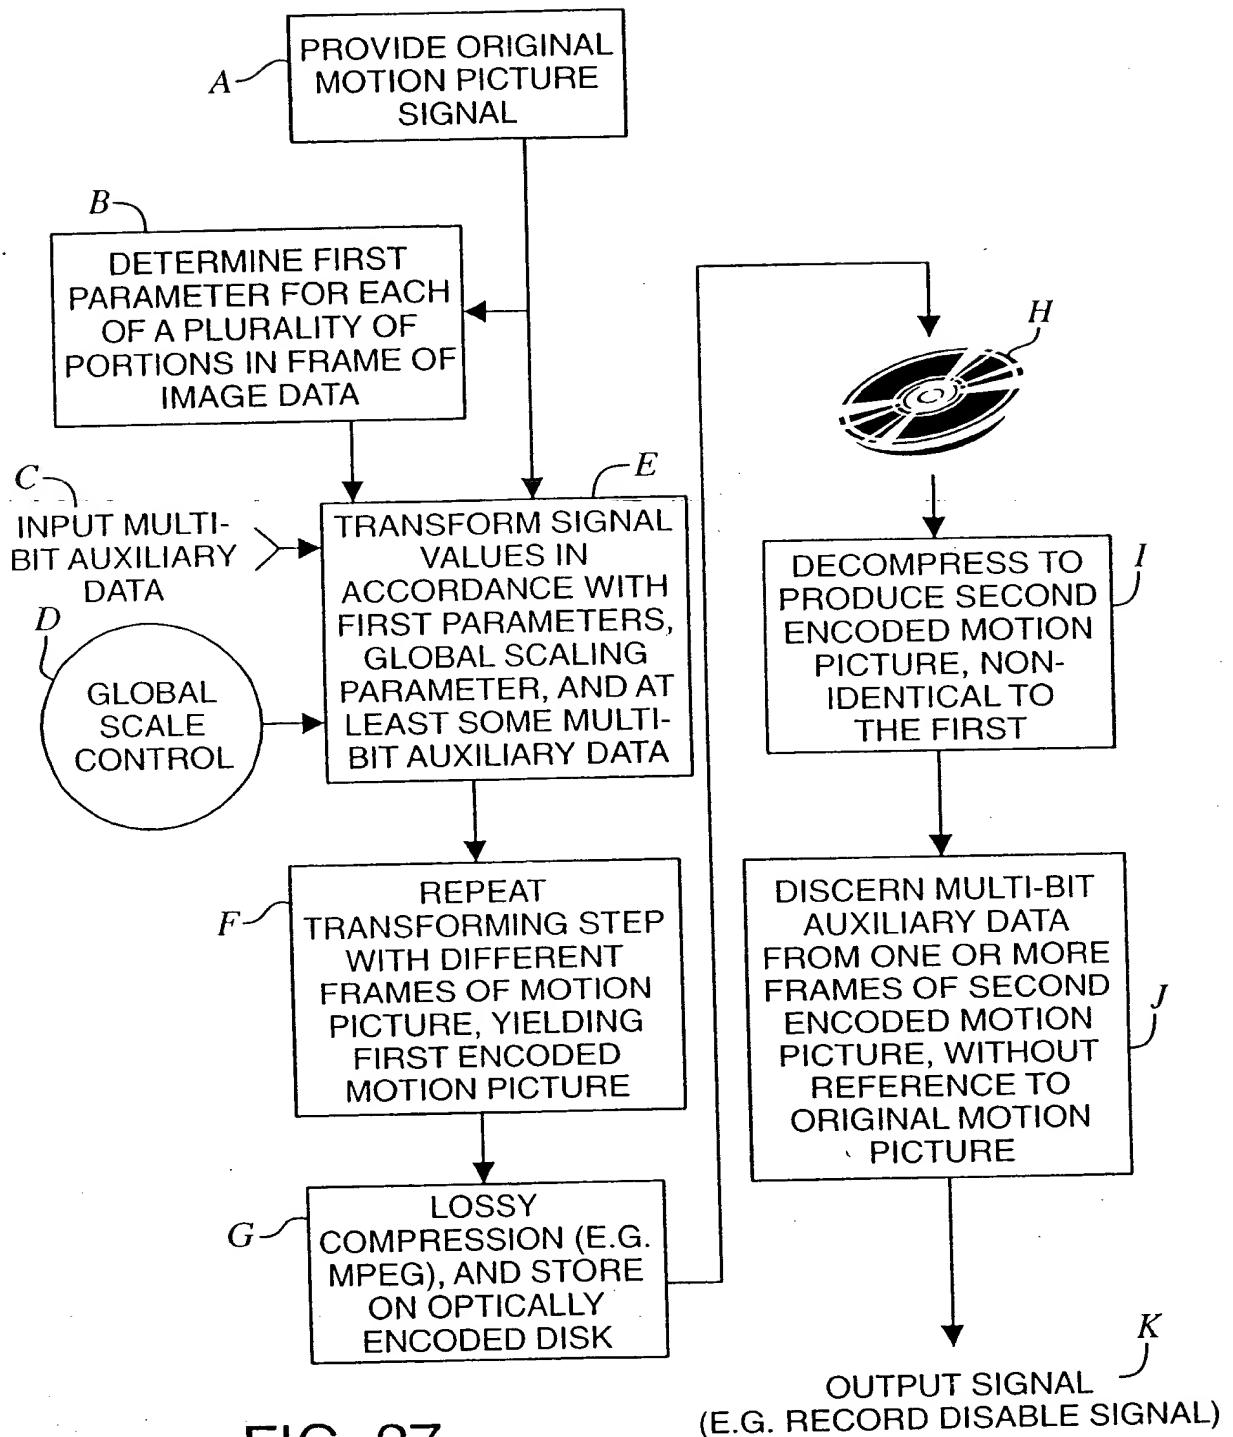 A
PROVIDE ORIGINAL
MOTION PICTURE
SIGNAL
B
DETERMINE FIRST
PARAMETER FOR EACH
OF A PLURALITY OF
PORTIONS IN FRAME OF
IMAGE DATA
C
INPUT MULTI-
BIT AUXILIARY
DATA
D
GLOBAL
SCALE
CONTROL
E
TRANSFORM SIGNAL
VALUES IN
ACCORDANCE WITH
FIRST PARAMETERS,
GLOBAL SCALING
PARAMETER, AND AT
LEAST SOME MULTI-
BIT AUXILIARY DATA
F
REPEAT
TRANSFORMING STEP
WITH DIFFERENT
FRAMES OF MOTION
PICTURE, YIELDING
FIRST ENCODED
MOTION PICTURE
G
LOSSY
COMPRESSION (E.G.
MPEG), AND STORE
ON OPTICALLY
ENCODED DISK
H
I
DECOMPRESS TO
PRODUCE SECOND
ENCODED MOTION
PICTURE, NON-
IDENTICAL TO
THE FIRST
J
DISCERN MULTI-BIT
AUXILIARY DATA
FROM ONE OR MORE
FRAMES OF SECOND
ENCODED MOTION
PICTURE, WITHOUT
REFERENCE TO
ORIGINAL MOTION
PICTURE
K
OUTPUT SIGNAL
(E.G. RECORD DISABLE SIGNAL)
FIG. 27